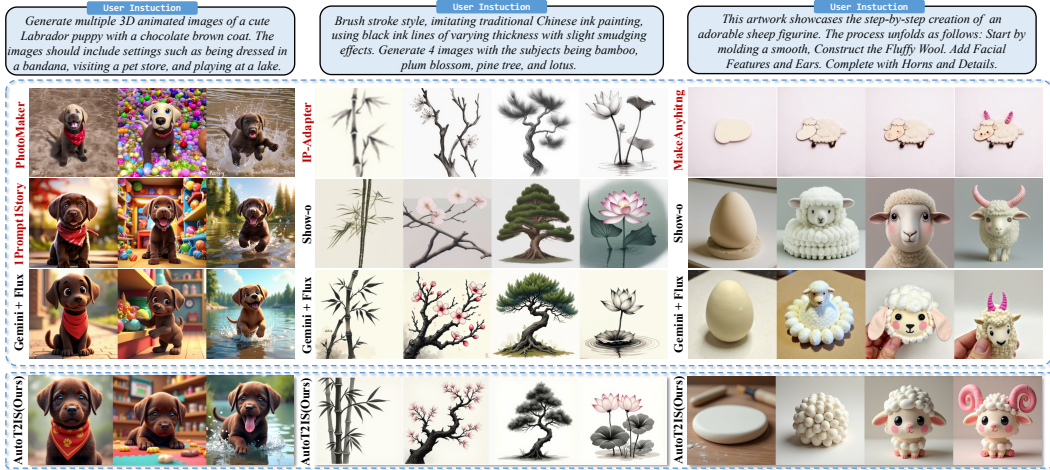 User Instuction
Generate multiple 3D animated images of a cute
Labrador puppy with a chocolate brown coat. The
images should include settings such as being dressed in
a bandana, visiting a pet store, and playing at a lake.
User Instuction
Brush stroke style, imitating traditional Chinese ink painting,
using black ink lines of varying thickness with slight smudging
effects. Generate 4 images with the subjects being bamboo,
plum blossom, pine tree, and lotus.
User Instuction
This artwork showcases the step-by-step creation of an
adorable sheep figurine. The process unfolds as follows: Start by
molding a smooth, Construct the Fluffy Wool. Add Facial
Features and Ears. Complete with Horns and Details.
PhotoMaker
IP-Adapter
MakeAnyhitng
1Prompt1Story
Show-o
Show-o
Gemini + Flux
Gemini + Flux
Gemini + Flux
AutoT2IS(Ours)
AutoT2IS(Ours)
AutoT2IS(Ours)